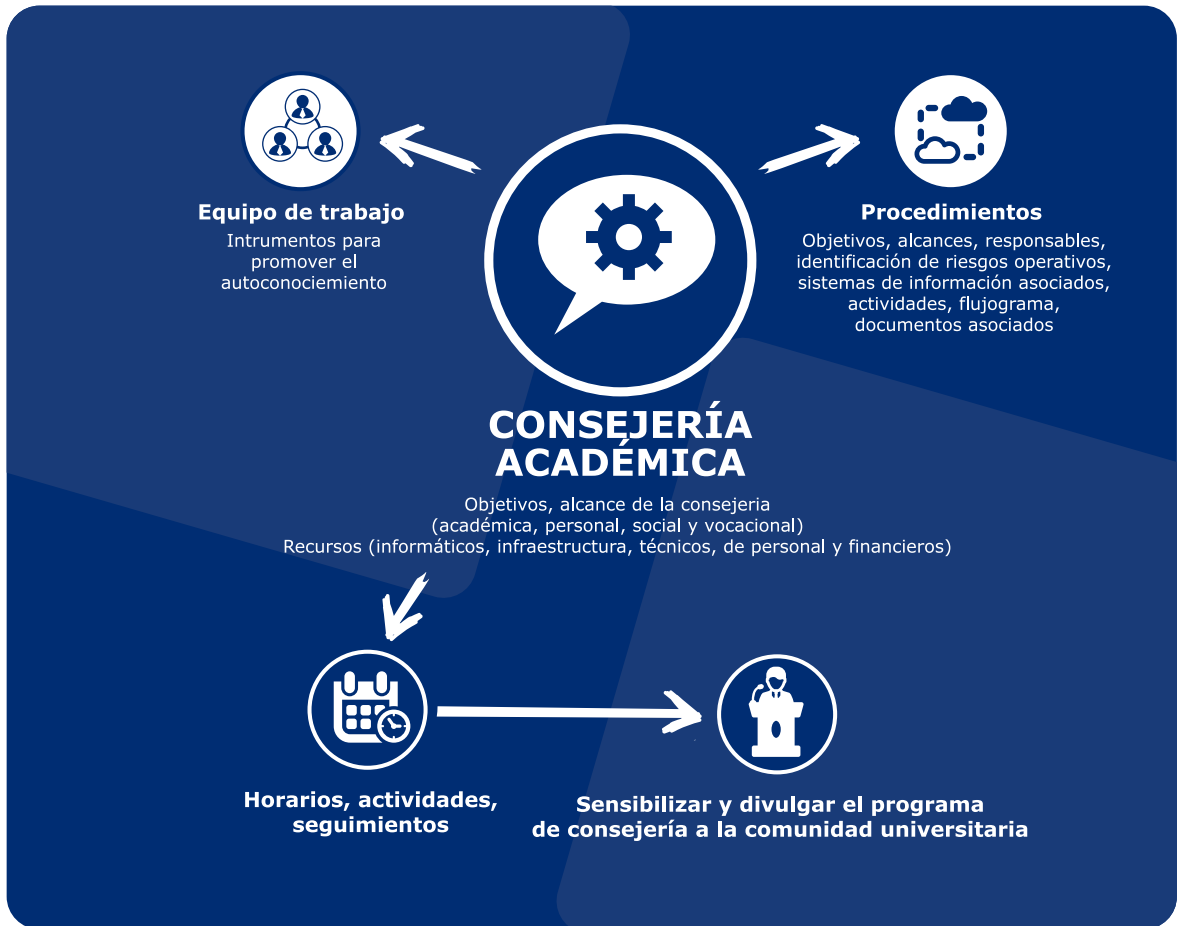 Equipo de trabajo
Intrumentos para
promover el
autoconociemiento
Procedimientos
Objetivos, alcances, responsables,
identificación de riesgos operativos,
sistemas de información asociados,
actividades, flujograma,
documentos asociados
CONSEJERÍA
ACADÉMICA
Objetivos, alcance de la consejeria
(académica, personal, social y vocacional)
Recursos (informáticos, infraestructura, técnicos, de personal y financieros)
Horarios, actividades,
seguimientos
Sensibilizar y divulgar el programa
de consejería a la comunidad universitaria